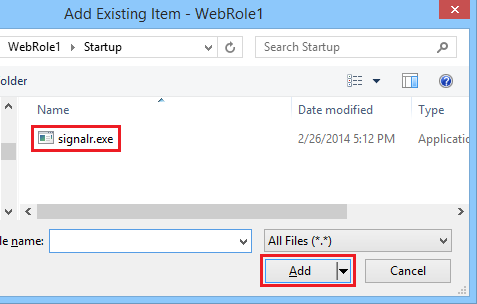 Add Existing Item - WebRole1
WebRole1 Startup
Search Startup
older
Name Date modified Type
signalr.exe 2/26/2014 5:12 PM Applicatio
le name: All Files (*.*)
Add Cancel